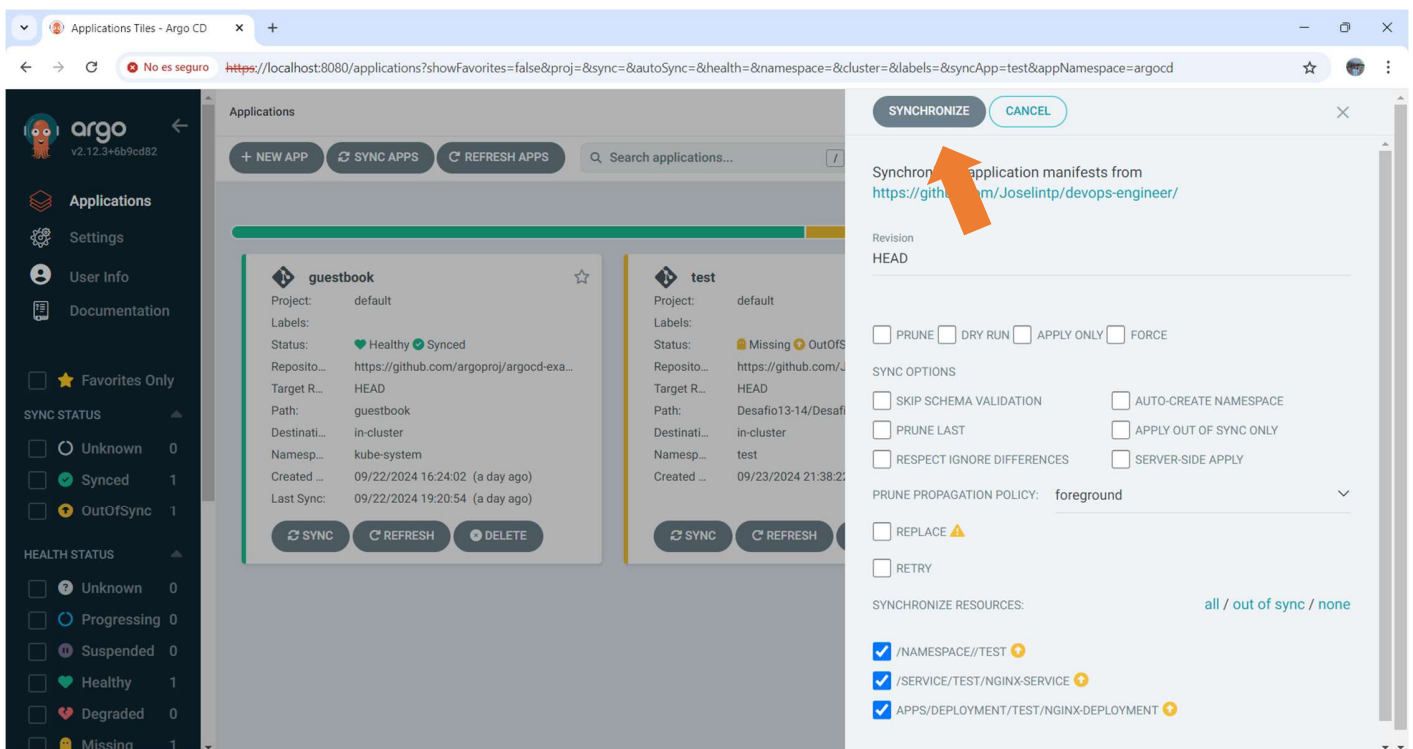 Applications Tiles - Argo CD
No es seguro https://localhost:8080/applications?showFavorites=false&proj=&sync=&autoSync=&health=&namespace=&cluster=&labels=&syncApp=test&appNamespace=argocd
argo
v2.12.3+6b9cd82
Applications
Settings
User Info
Documentation
Favorites Only
SYNC STATUS
Unknown 0
Synced 1
OutOfSync 1
HEALTH STATUS
Unknown 0
Progressing 0
Suspended 0
Healthy 1
Degraded 0
Missing 1
Applications
+ NEW APP SYNC APPS REFRESH APPS Search applications... /
guestbook
Project: default
Labels:
Status: Healthy Synced
Reposito... https://github.com/argoproj/argocd-exa...
Target R... HEAD
Path: guestbook
Destinati... in-cluster
Namesp... kube-system
Created ... 09/22/2024 16:24:02 (a day ago)
Last Sync: 09/22/2024 19:20:54 (a day ago)
SYNC REFRESH DELETE
test
Project: default
Labels:
Status: Missing OutOfS
Reposito... https://github.com/J
Target R... HEAD
Path: Desafio13-14/Desafi
Destinati... in-cluster
Namesp... test
Created ... 09/23/2024 21:38:22
SYNC REFRESH
SYNCHRONIZE CANCEL
application manifests from
/Joselintp/devops-engineer/
Revision
HEAD
PRUNE DRY RUN APPLY ONLY FORCE
SYNC OPTIONS
SKIP SCHEMA VALIDATION AUTO-CREATE NAMESPACE
PRUNE LAST APPLY OUT OF SYNC ONLY
RESPECT IGNORE DIFFERENCES SERVER-SIDE APPLY
PRUNE PROPAGATION POLICY: foreground
REPLACE
RETRY
SYNCHRONIZE RESOURCES: all / out of sync / none
/NAMESPACE//TEST
/SERVICE/TEST/NGINX-SERVICE
APPS/DEPLOYMENT/TEST/NGINX-DEPLOYMENT